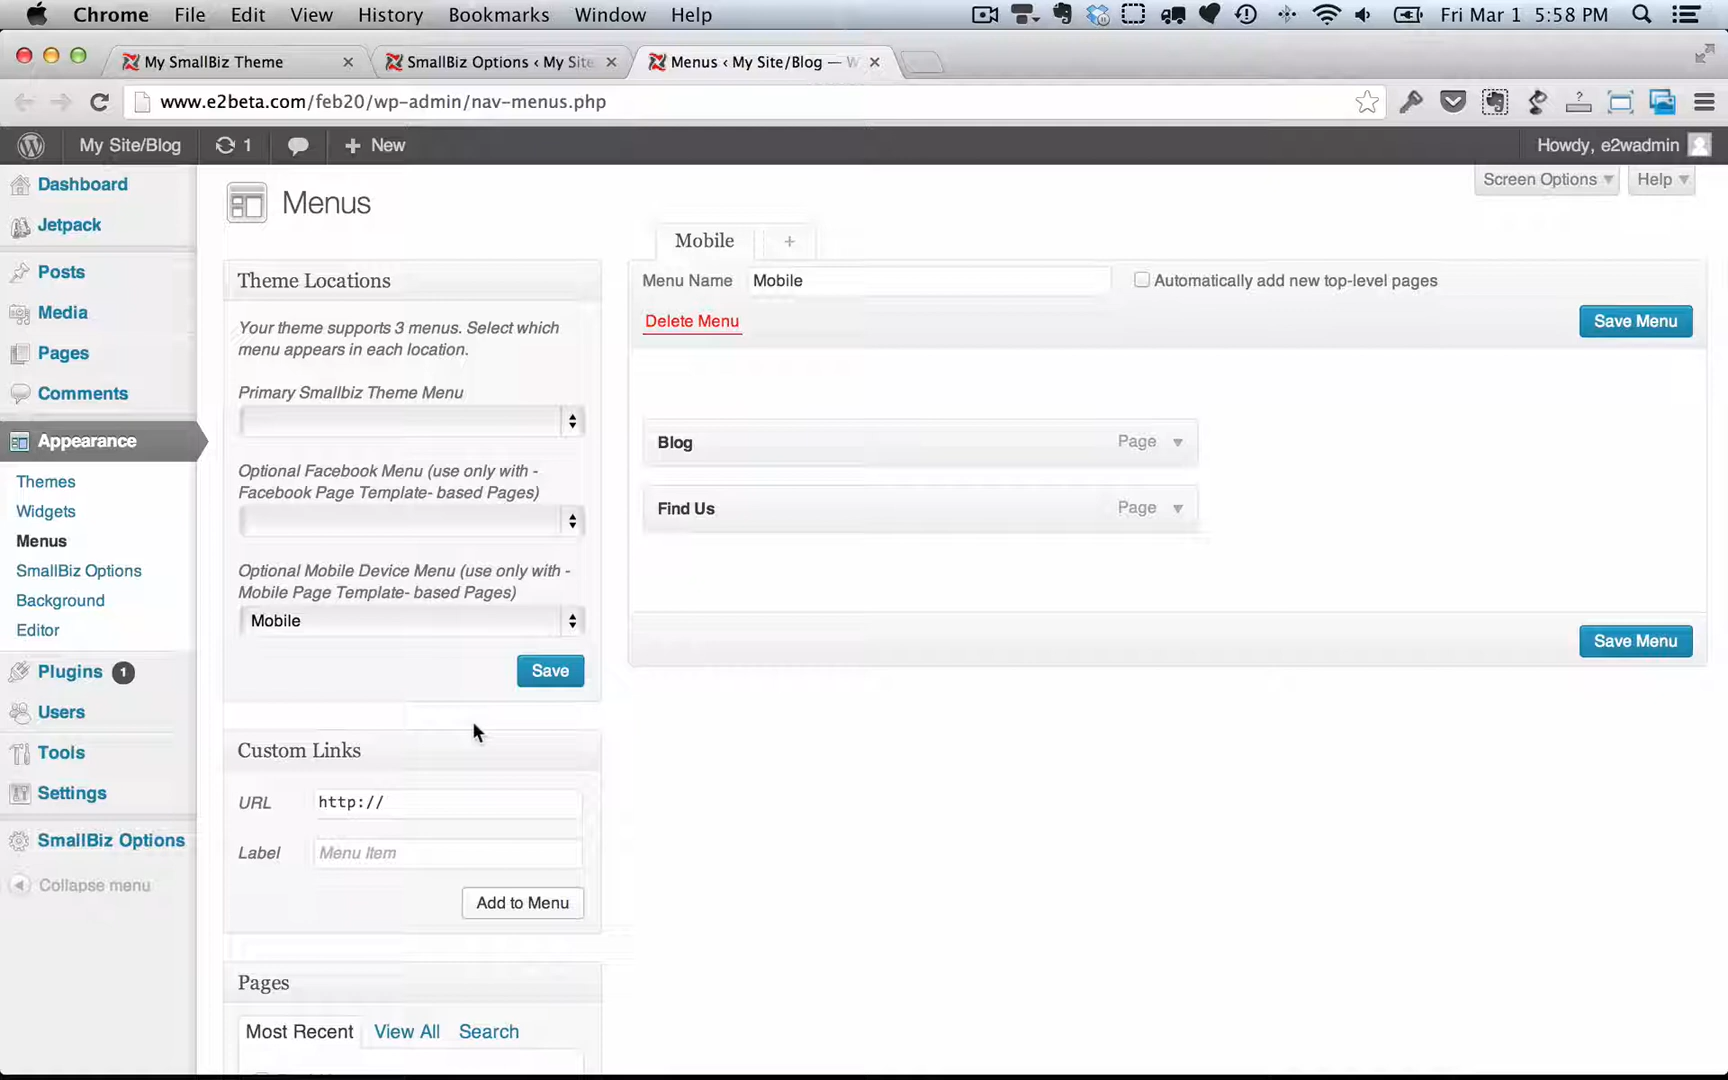 Chrome File Edit View History Bookmarks Window Help Fri Mar 1 5:58 PM
My SmallBiz Theme SmallBiz Options ‹ My Site Menus ‹ My Site/Blog — W
www.e2beta.com/feb20/wp-admin/nav-menus.php
My Site/Blog 1 + New Howdy, e2wadmin
Dashboard
Jetpack
Posts
Media
Pages
Comments
Appearance
Themes
Widgets
Menus
SmallBiz Options
Background
Editor
Plugins 1
Users
Tools
Settings
SmallBiz Options
Collapse menu
Screen Options Help
Menus
Theme Locations
Your theme supports 3 menus. Select which
menu appears in each location.
Primary Smallbiz Theme Menu
Optional Facebook Menu (use only with -
Facebook Page Template- based Pages)
Optional Mobile Device Menu (use only with -
Mobile Page Template- based Pages)
Mobile
Save
Custom Links
URL http://
Label Menu Item
Add to Menu
Pages
Most Recent View All Search
Mobile +
Menu Name Mobile Automatically add new top-level pages
Delete Menu Save Menu
Blog Page
Find Us Page
Save Menu